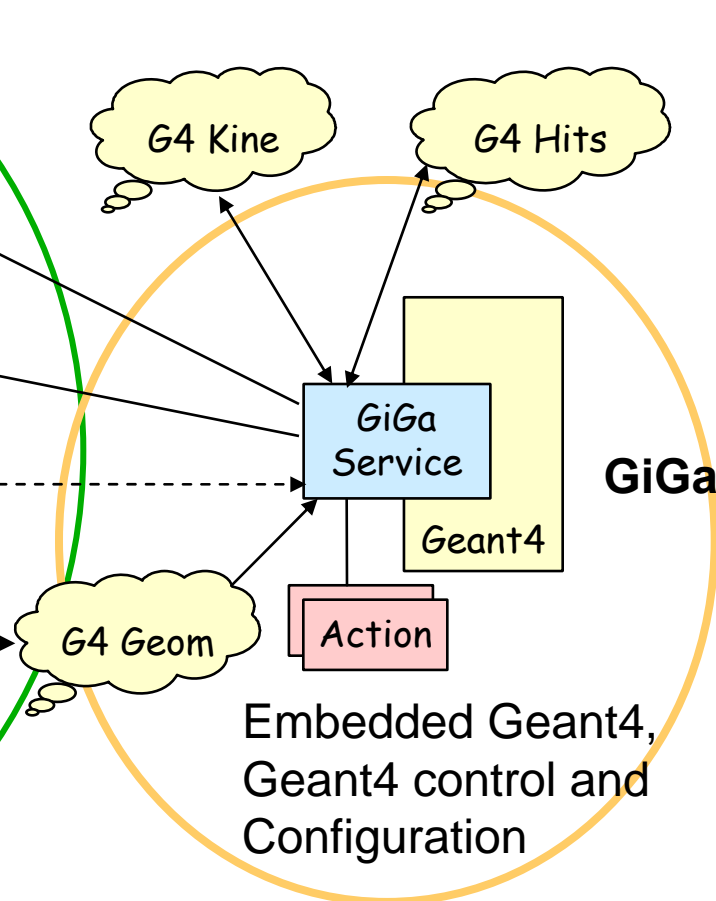 G4 Kine
G4 Hits
GiGa
Service
GiGa
Geant4
G4 Geom
Action
Embedded Geant4,
Geant4 control and
Configuration